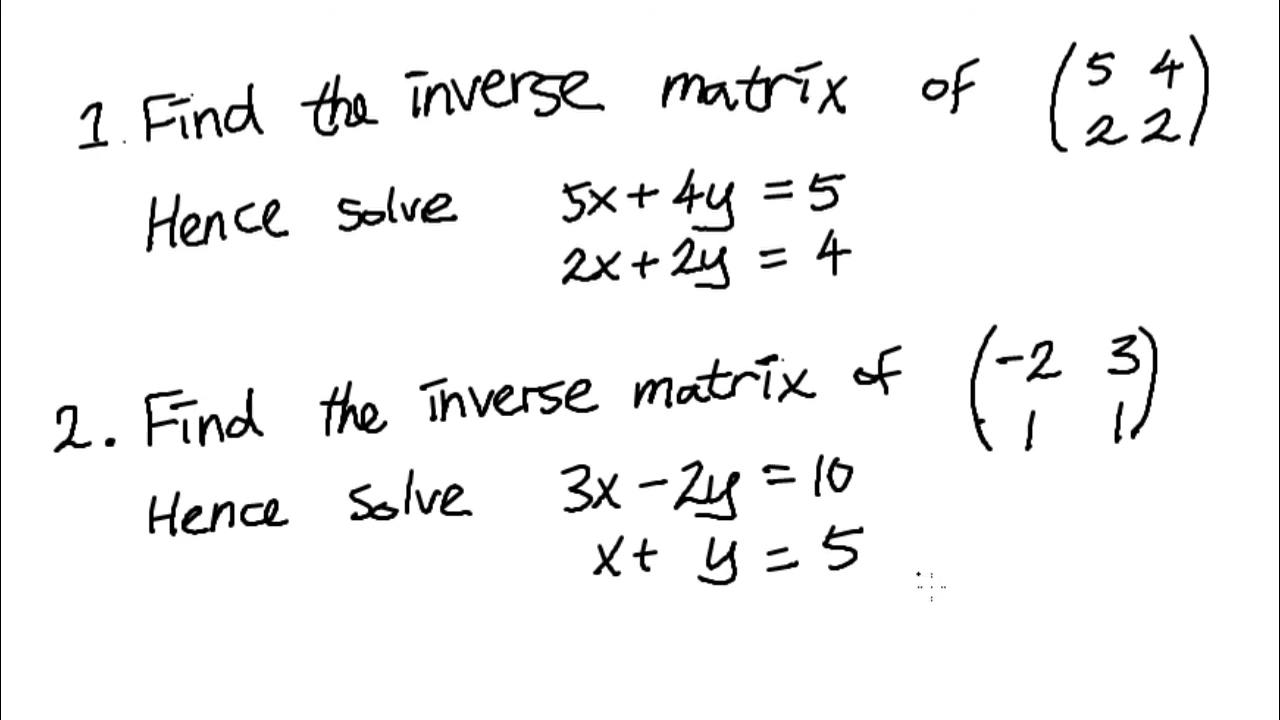 1. Find the inverse matrix of (5 4
2 2)
Hence solve 5x + 4y = 5
2x + 2y = 4
2. Find the inverse matrix of (-2 3
1 1)
Hence solve 3x - 2y = 10
x + y = 5